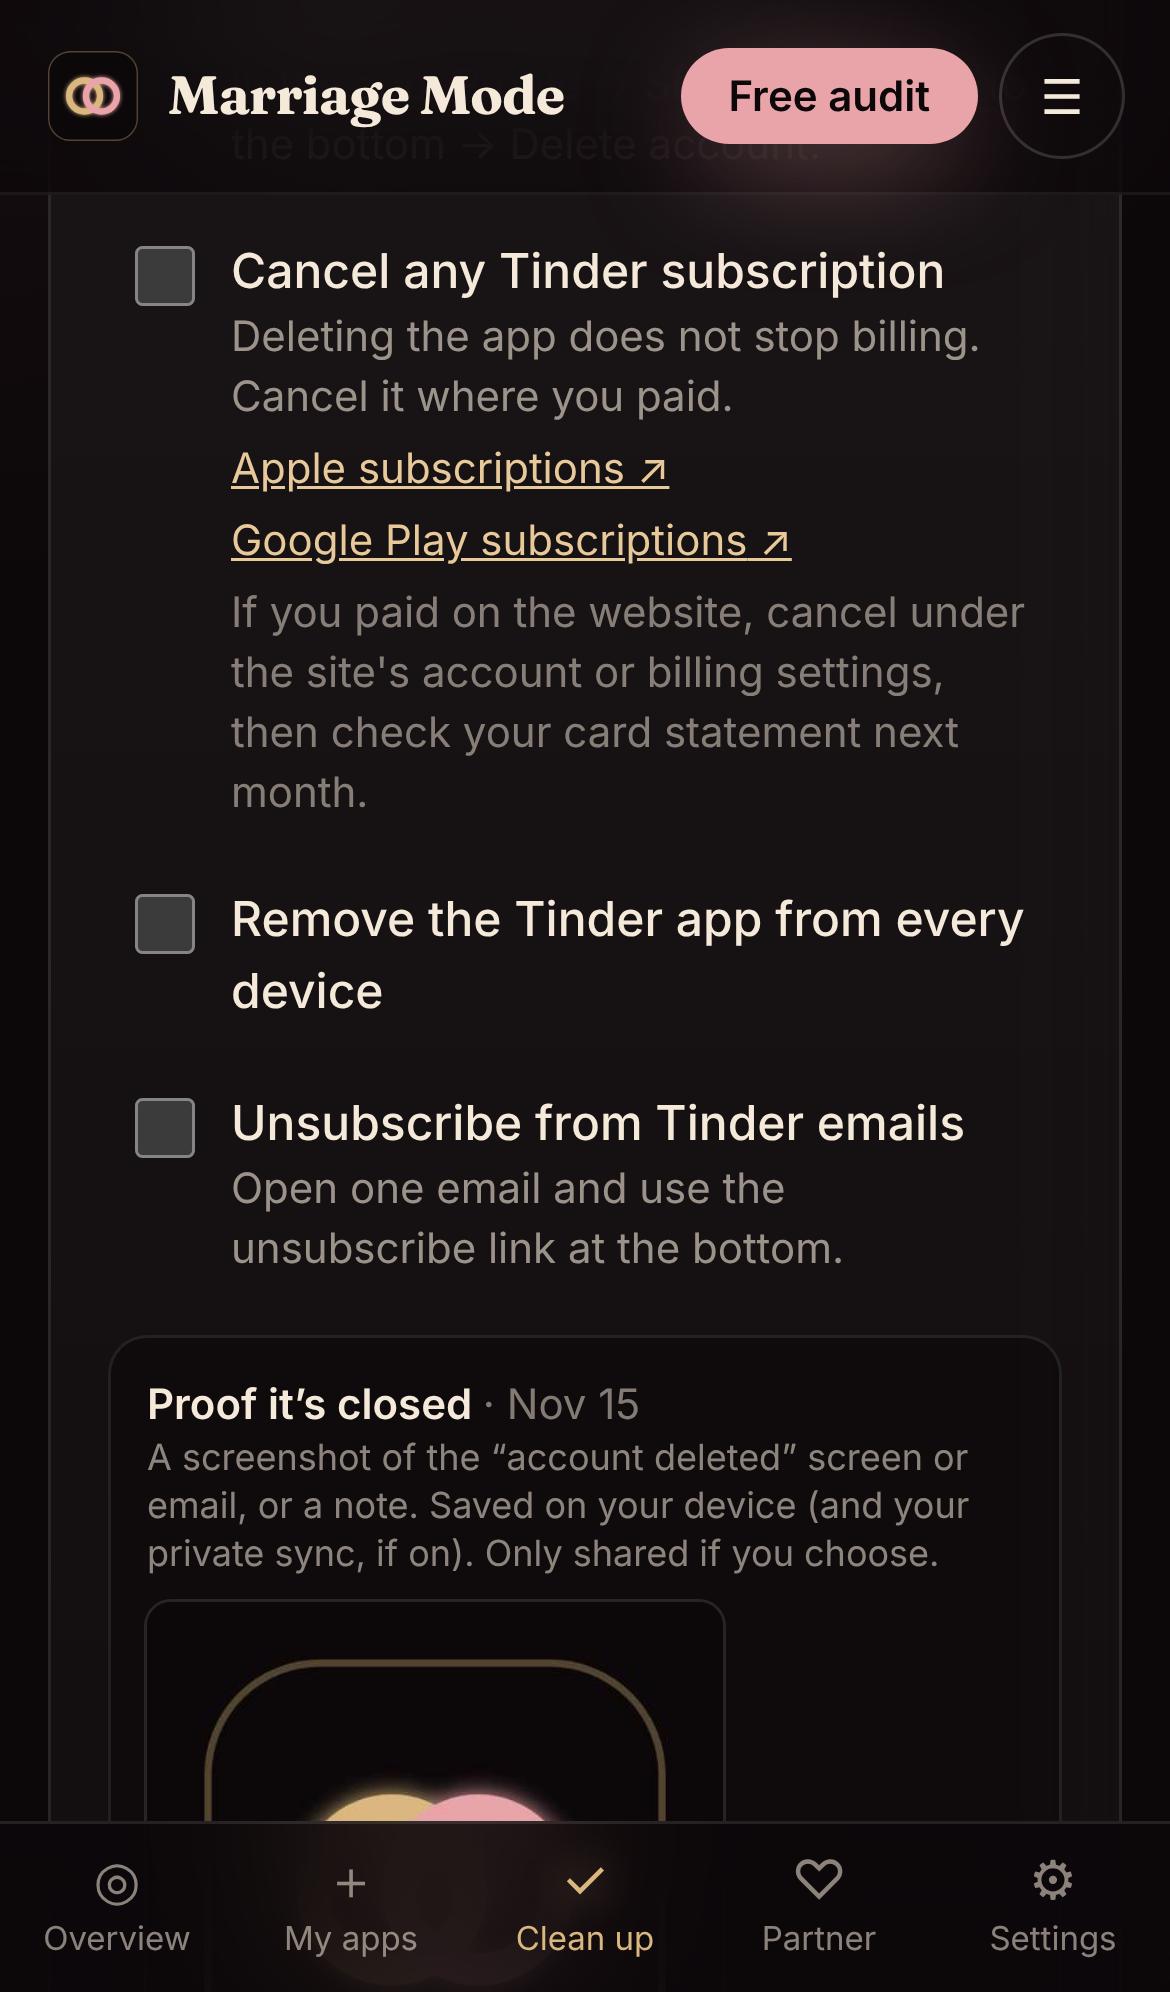 Marriage Mode
Free audit
the bottom → Delete account.
Cancel any Tinder subscription
Deleting the app does not stop billing.
Cancel it where you paid.
Apple subscriptions ↗
Google Play subscriptions ↗
If you paid on the website, cancel under
the site's account or billing settings,
then check your card statement next
month.
Remove the Tinder app from every
device
Unsubscribe from Tinder emails
Open one email and use the
unsubscribe link at the bottom.
Proof it’s closed · Nov 15
A screenshot of the “account deleted” screen or
email, or a note. Saved on your device (and your
private sync, if on). Only shared if you choose.
Overview
My apps
Clean up
Partner
Settings